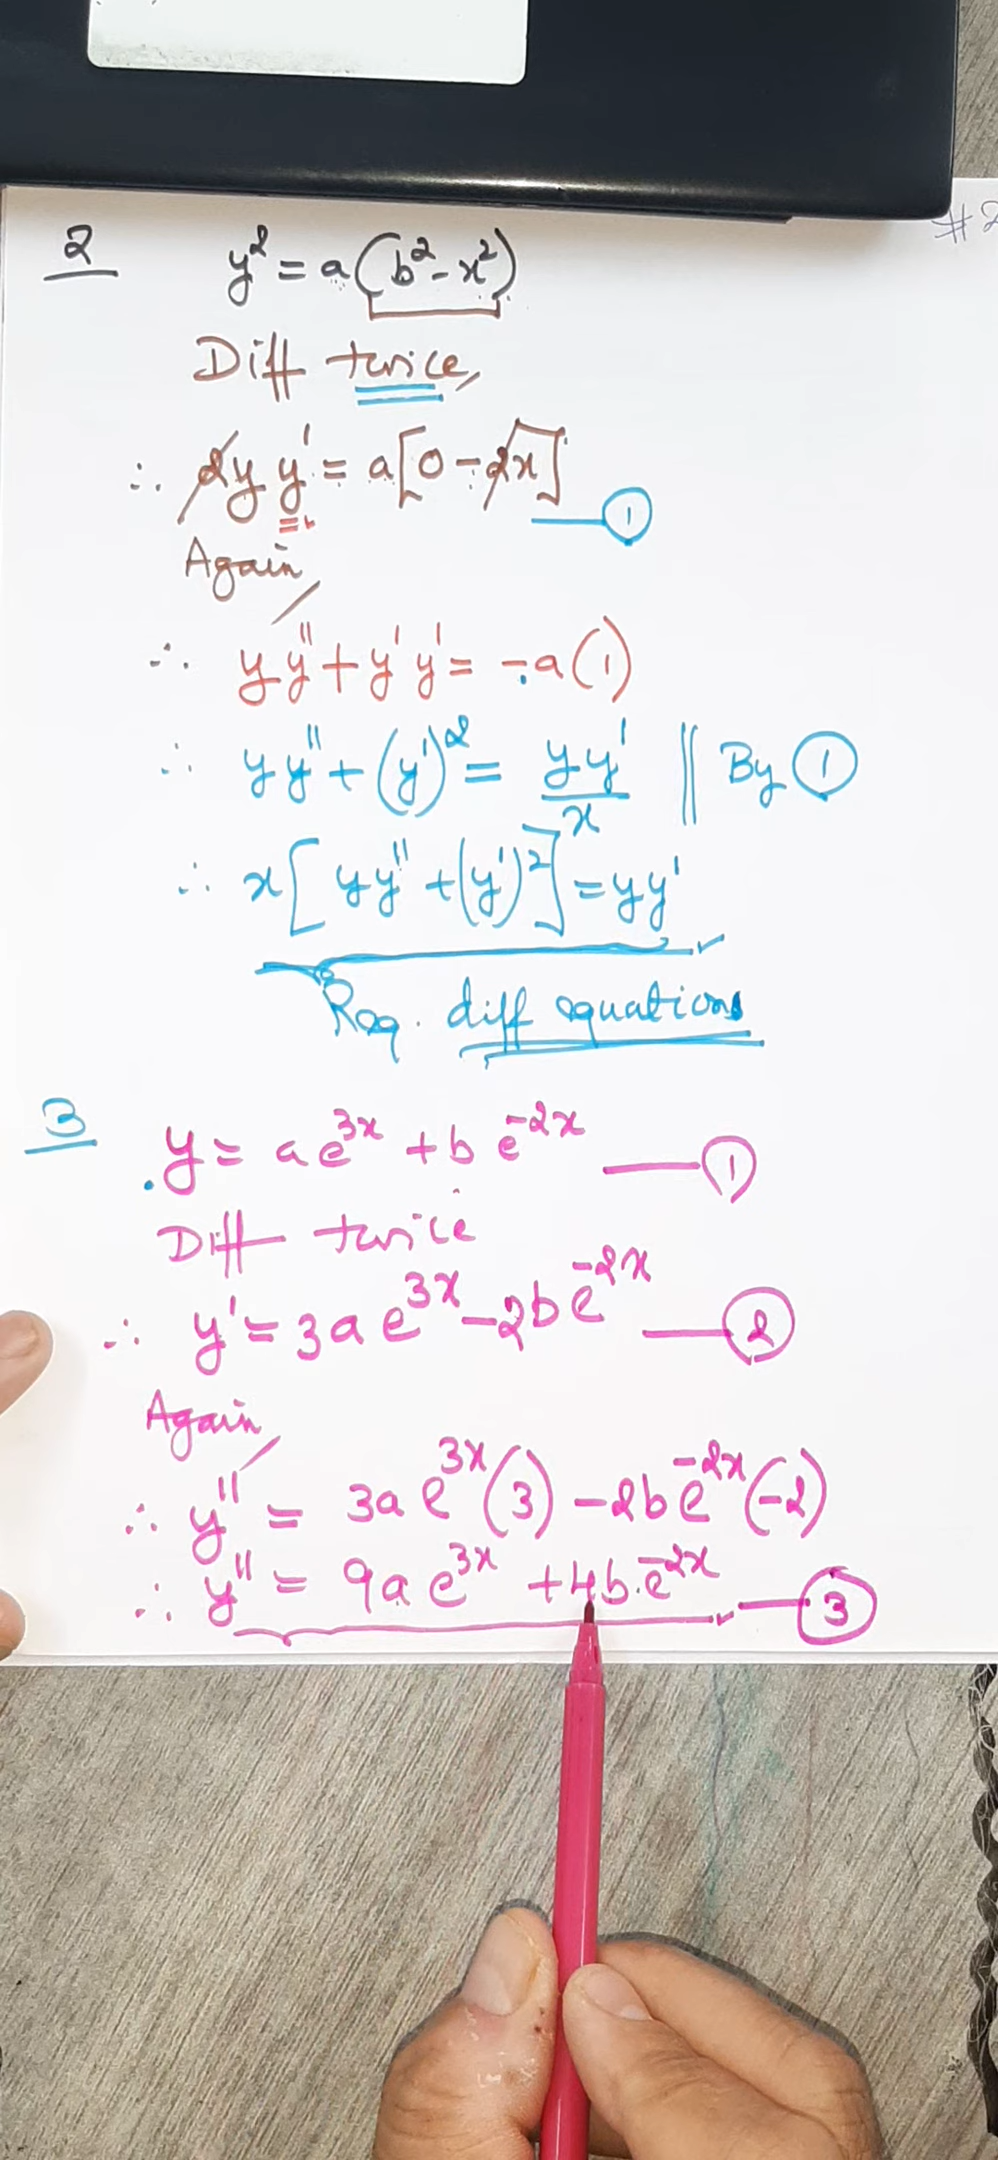 #2
2 y² = a(b²-x²)
Diff twice,
∴ 2y y' = a[0-2x] —①
Again,
∴ yy''+y'y' = -a(1)
∴ yy''+(y')² = yy'/x || By ①
∴ x[yy''+(y')²] = yy'
Req. diff equations
3 y = ae^{3x} + b e^{-2x} —①
Diff twice
∴ y' = 3ae^{3x} - 2be^{-2x} —②
Again,
∴ y'' = 3ae^{3x}(3) - 2be^{-2x}(-2)
∴ y'' = 9ae^{3x} + 4b.e^{-2x} —③